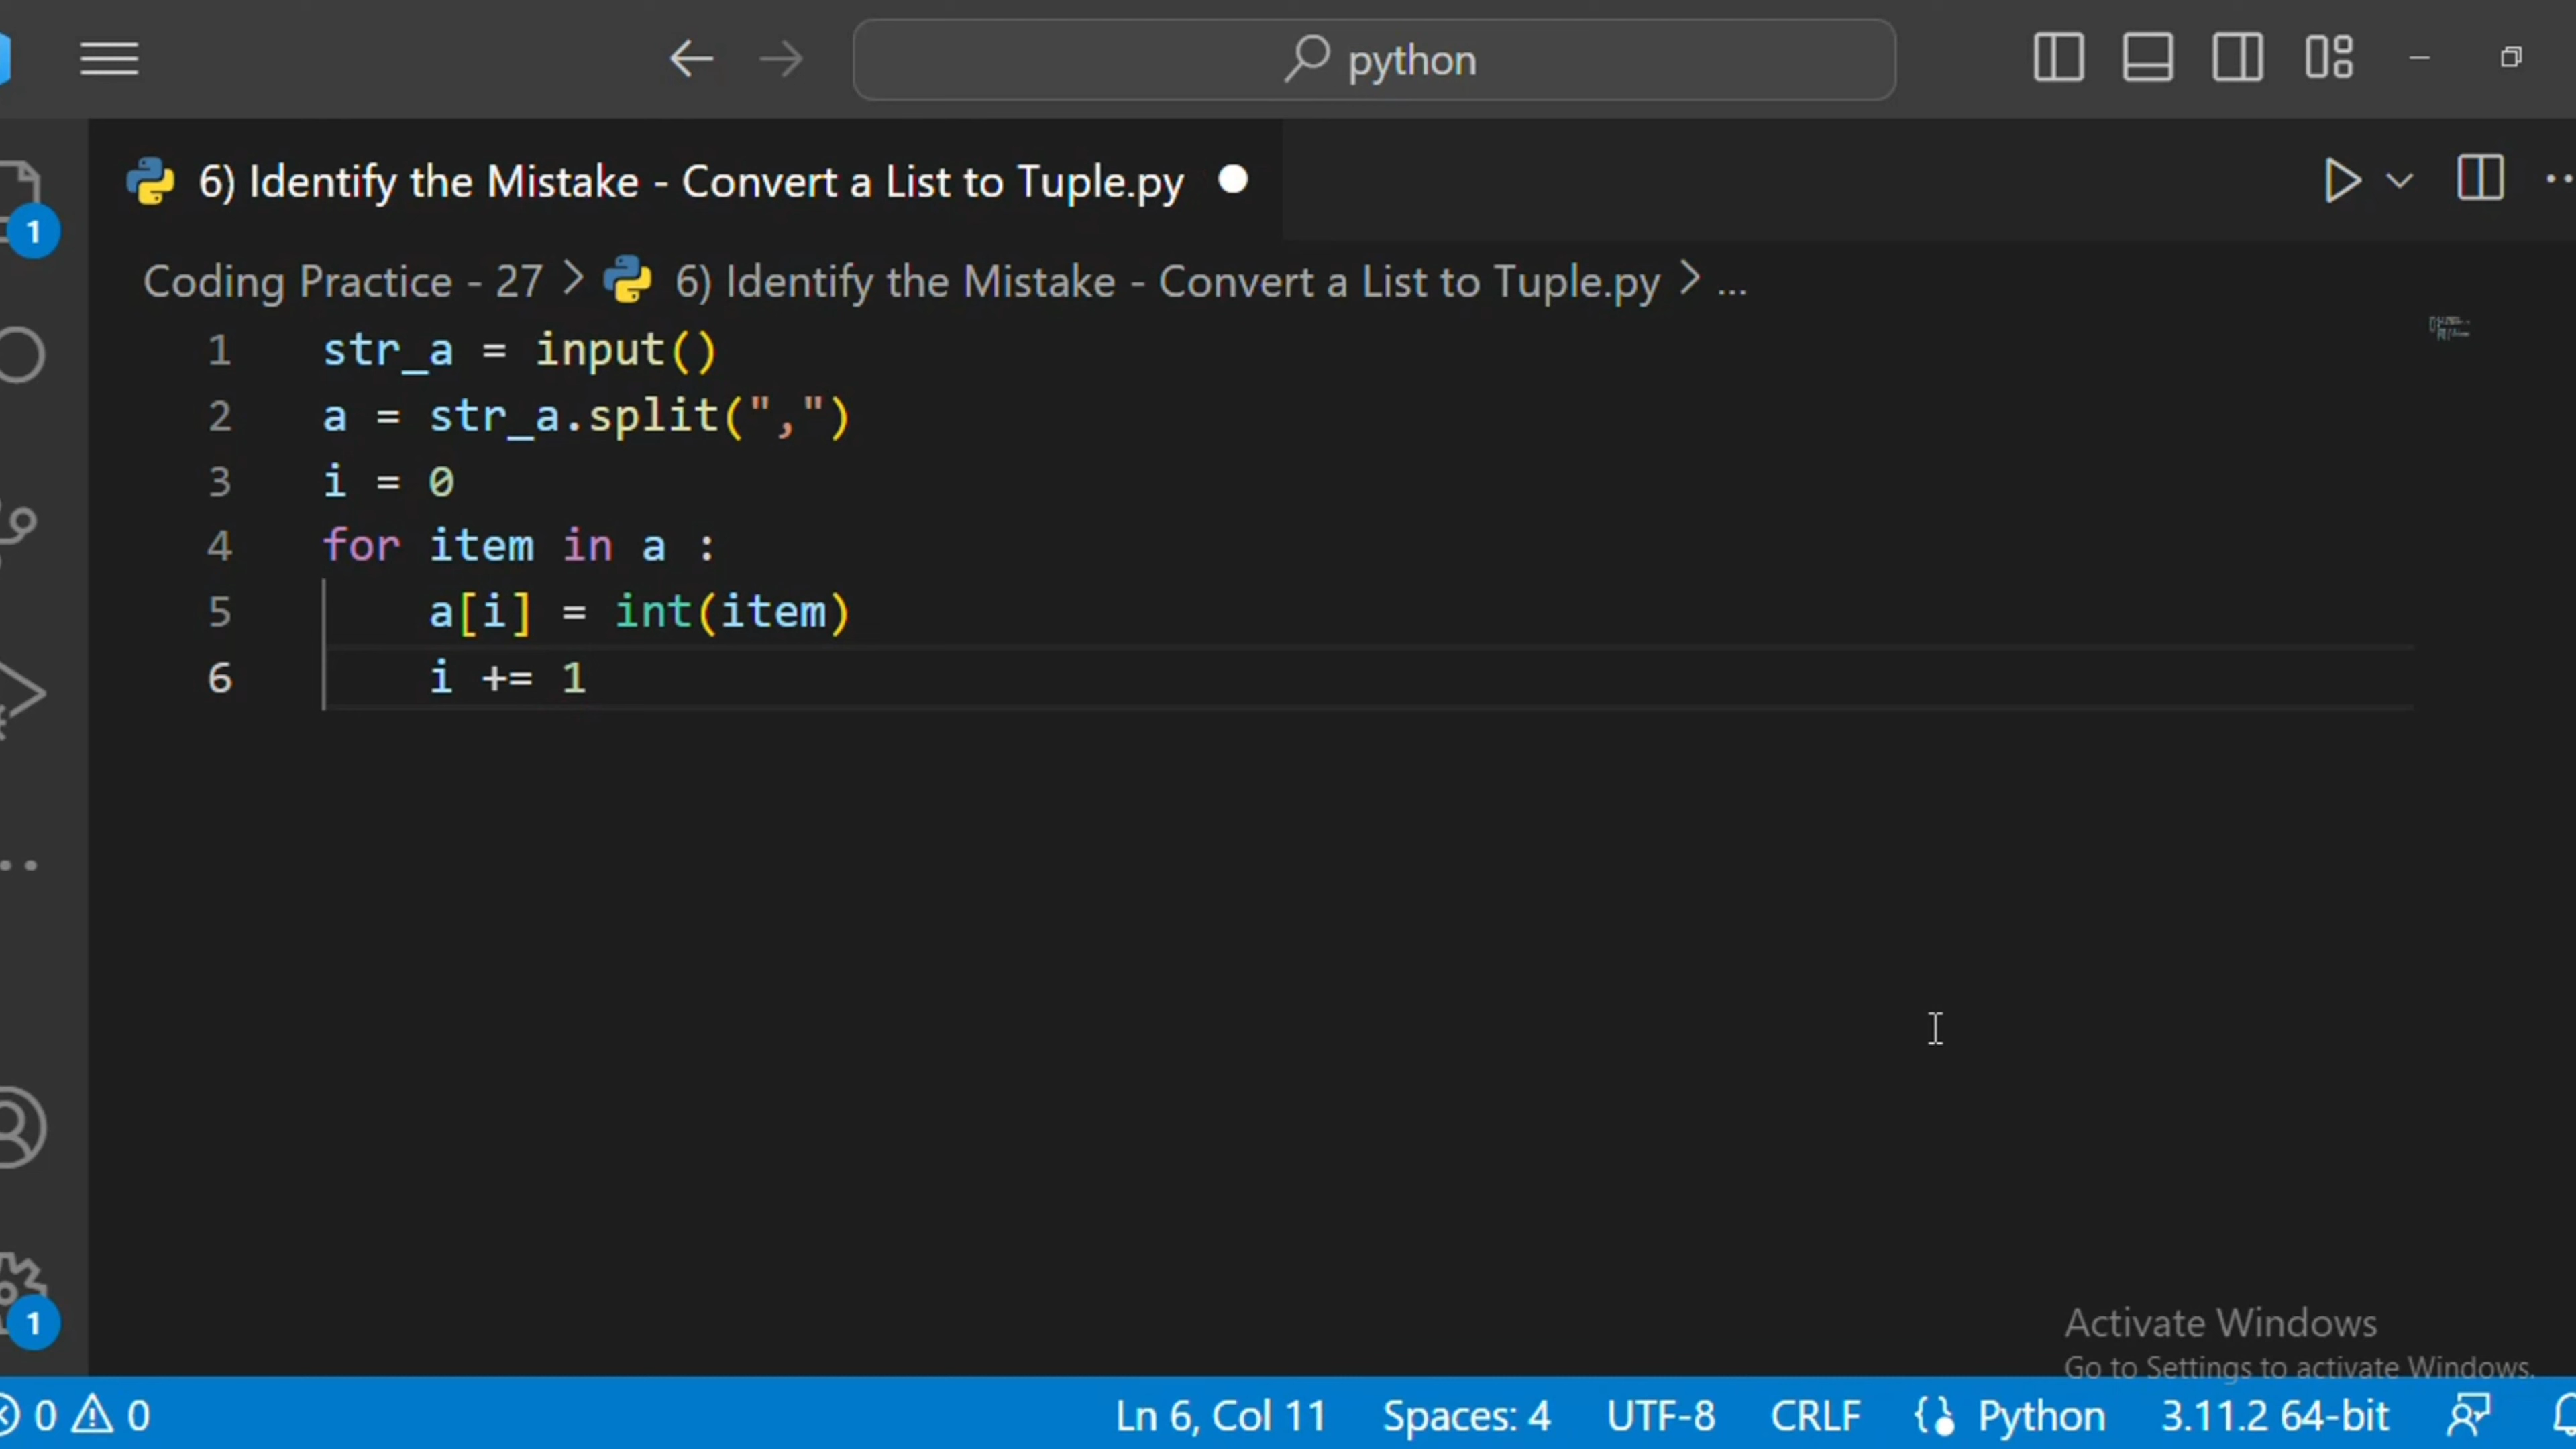 python
6) Identify the Mistake - Convert a List to Tuple.py
1
Coding Practice - 27 > 6) Identify the Mistake - Convert a List to Tuple.py > ...
1 str_a = input()
2 a = str_a.split(",")
3 i = 0
4 for item in a :
5     a[i] = int(item)
6     i += 1
1
Activate Windows
Go to Settings to activate Windows.
0 0 Ln 6, Col 11 Spaces: 4 UTF-8 CRLF {} Python 3.11.2 64-bit